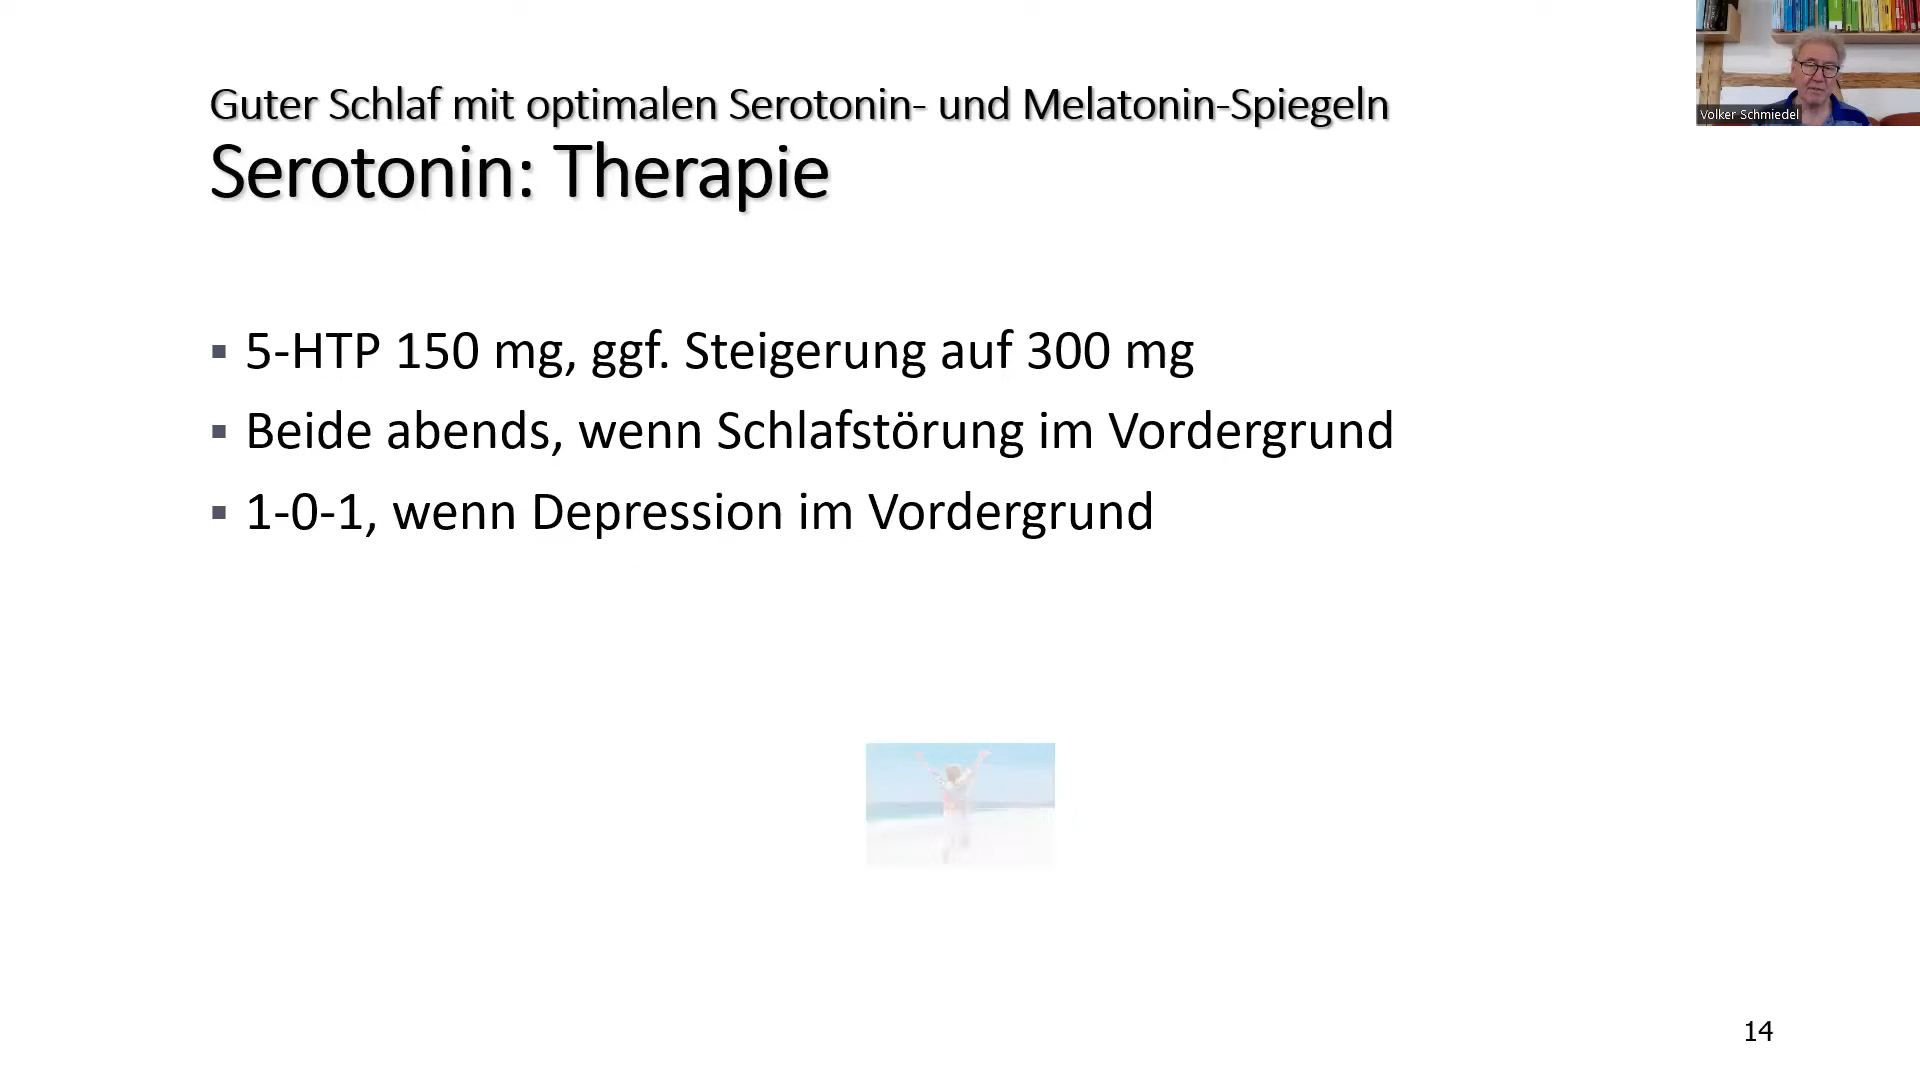 Guter Schlaf mit optimalen Serotonin- und Melatonin-Spiegeln
Serotonin: Therapie
Volker Schmiedel
▪ 5-HTP 150 mg, ggf. Steigerung auf 300 mg
▪ Beide abends, wenn Schlafstörung im Vordergrund
▪ 1-0-1, wenn Depression im Vordergrund
14